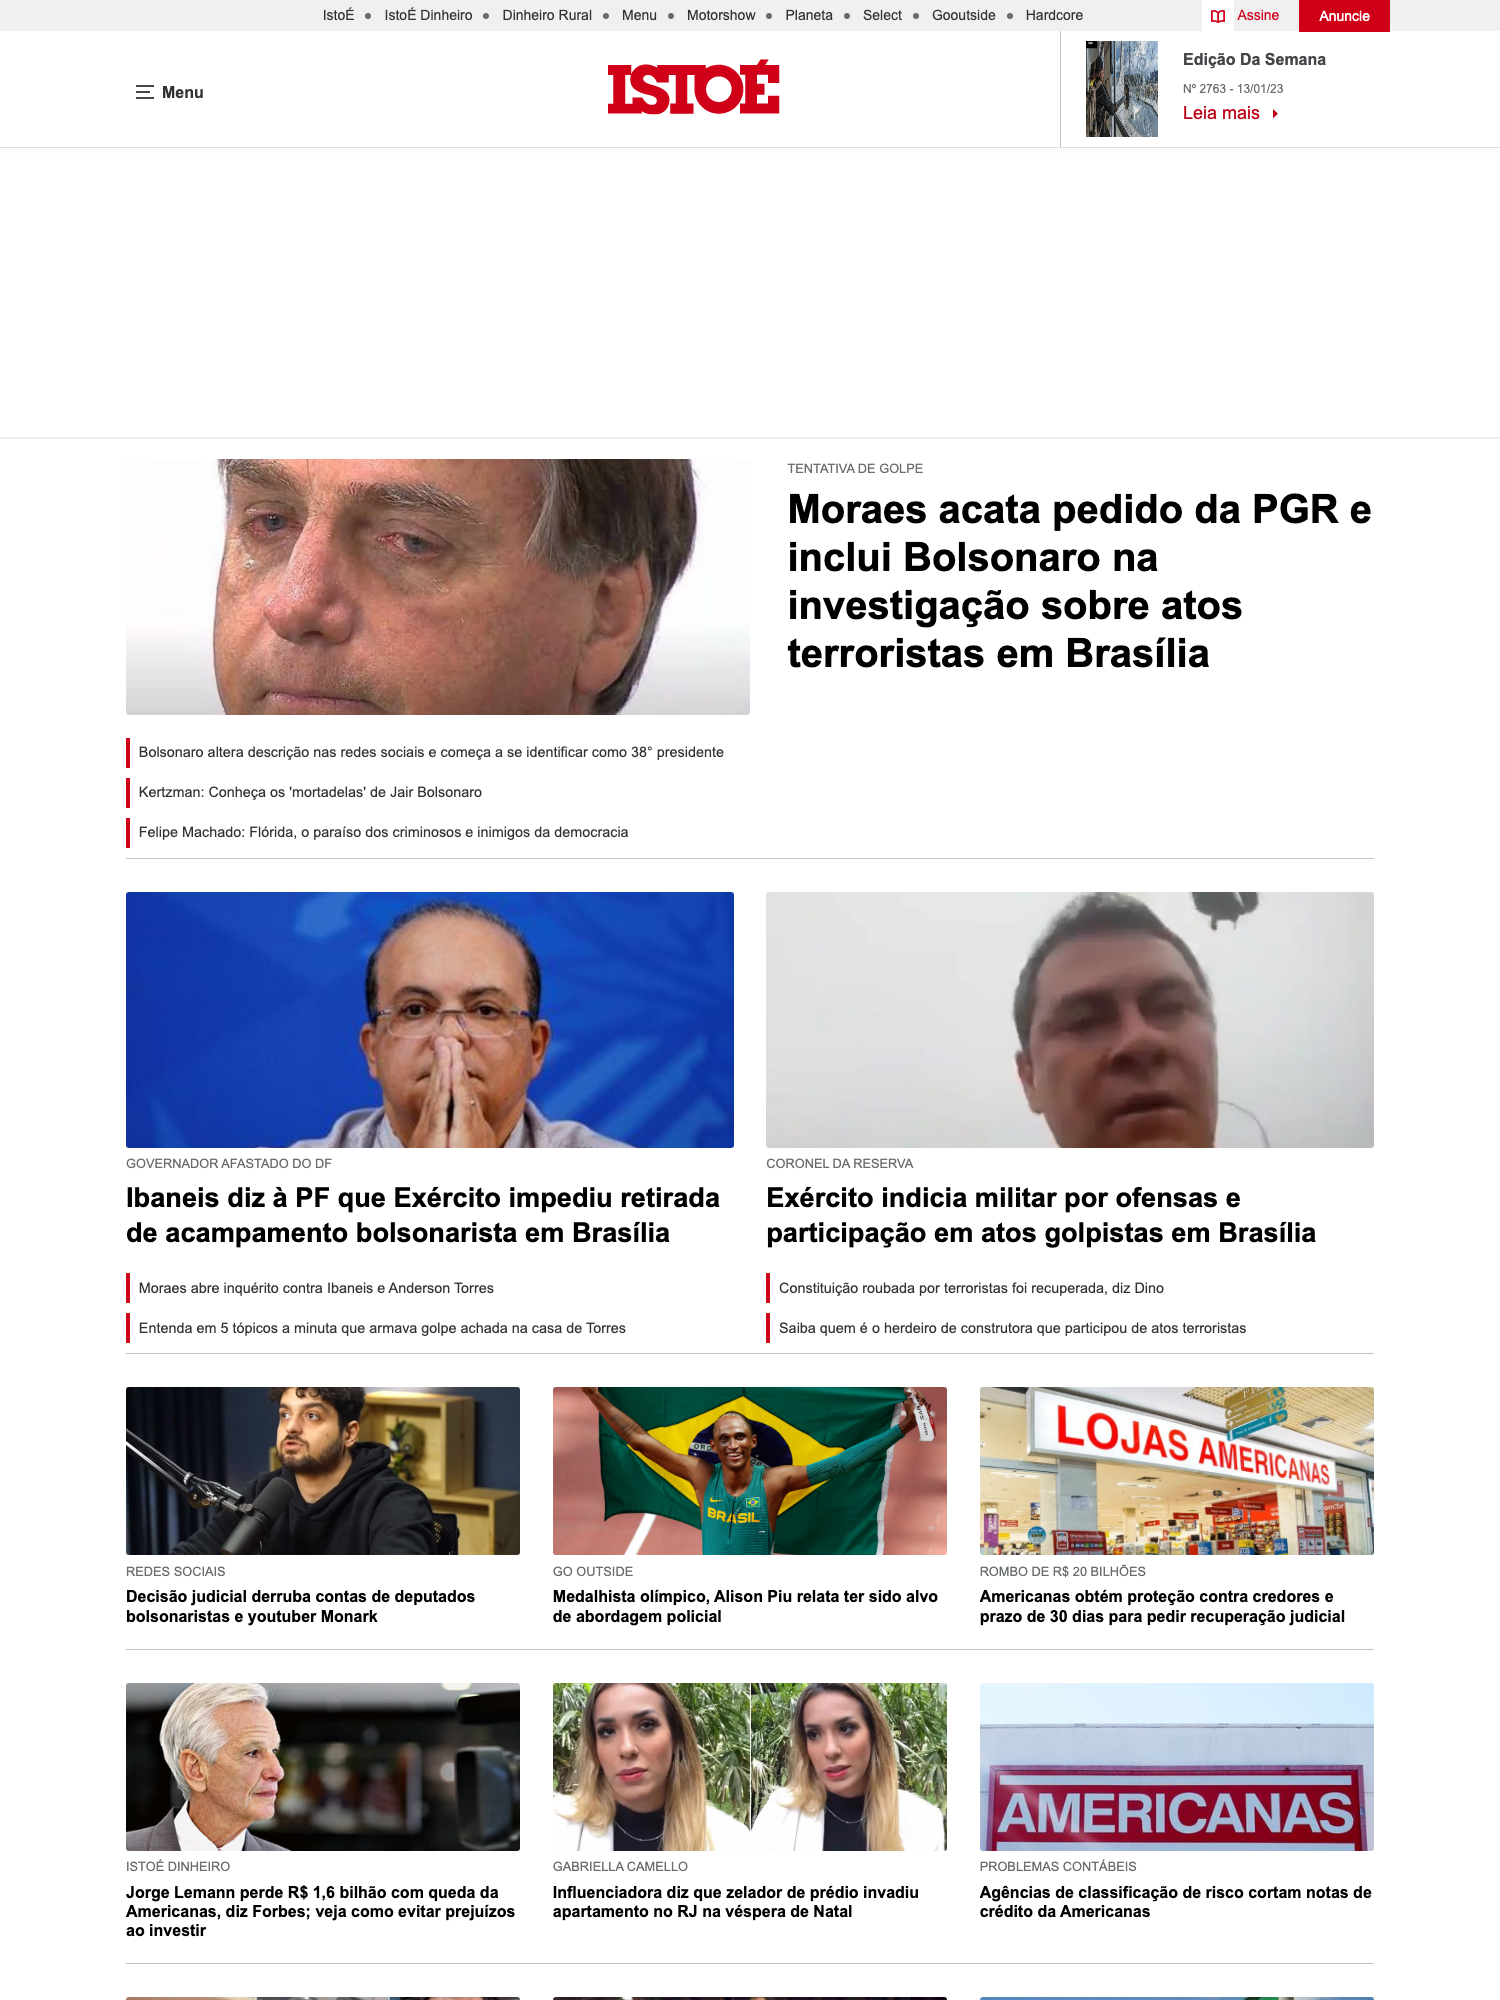 IstoÉ
IstoÉ Dinheiro
Dinheiro Rural
Menu
Motorshow
Planeta
Select
Gooutside
Hardcore
Assine
Anuncie
Menu
ISTOÉ
Edição Da Semana
Nº 2763 - 13/01/23
Leia mais
TENTATIVA DE GOLPE
Moraes acata pedido da PGR e
inclui Bolsonaro na
investigação sobre atos
terroristas em Brasília
Bolsonaro altera descrição nas redes sociais e começa a se identificar como 38° presidente
Kertzman: Conheça os 'mortadelas' de Jair Bolsonaro
Felipe Machado: Flórida, o paraíso dos criminosos e inimigos da democracia
GOVERNADOR AFASTADO DO DF
Ibaneis diz à PF que Exército impediu retirada
de acampamento bolsonarista em Brasília
Moraes abre inquérito contra Ibaneis e Anderson Torres
Entenda em 5 tópicos a minuta que armava golpe achada na casa de Torres
CORONEL DA RESERVA
Exército indicia militar por ofensas e
participação em atos golpistas em Brasília
Constituição roubada por terroristas foi recuperada, diz Dino
Saiba quem é o herdeiro de construtora que participou de atos terroristas
REDES SOCIAIS
Decisão judicial derruba contas de deputados
bolsonaristas e youtuber Monark
BRASIL
GO OUTSIDE
Medalhista olímpico, Alison Piu relata ter sido alvo
de abordagem policial
LOJAS AMERICANAS
ROMBO DE R$ 20 BILHÕES
Americanas obtém proteção contra credores e
prazo de 30 dias para pedir recuperação judicial
ISTOÉ DINHEIRO
Jorge Lemann perde R$ 1,6 bilhão com queda da
Americanas, diz Forbes; veja como evitar prejuízos
ao investir
GABRIELLA CAMELLO
Influenciadora diz que zelador de prédio invadiu
apartamento no RJ na véspera de Natal
AMERICANAS
PROBLEMAS CONTÁBEIS
Agências de classificação de risco cortam notas de
crédito da Americanas